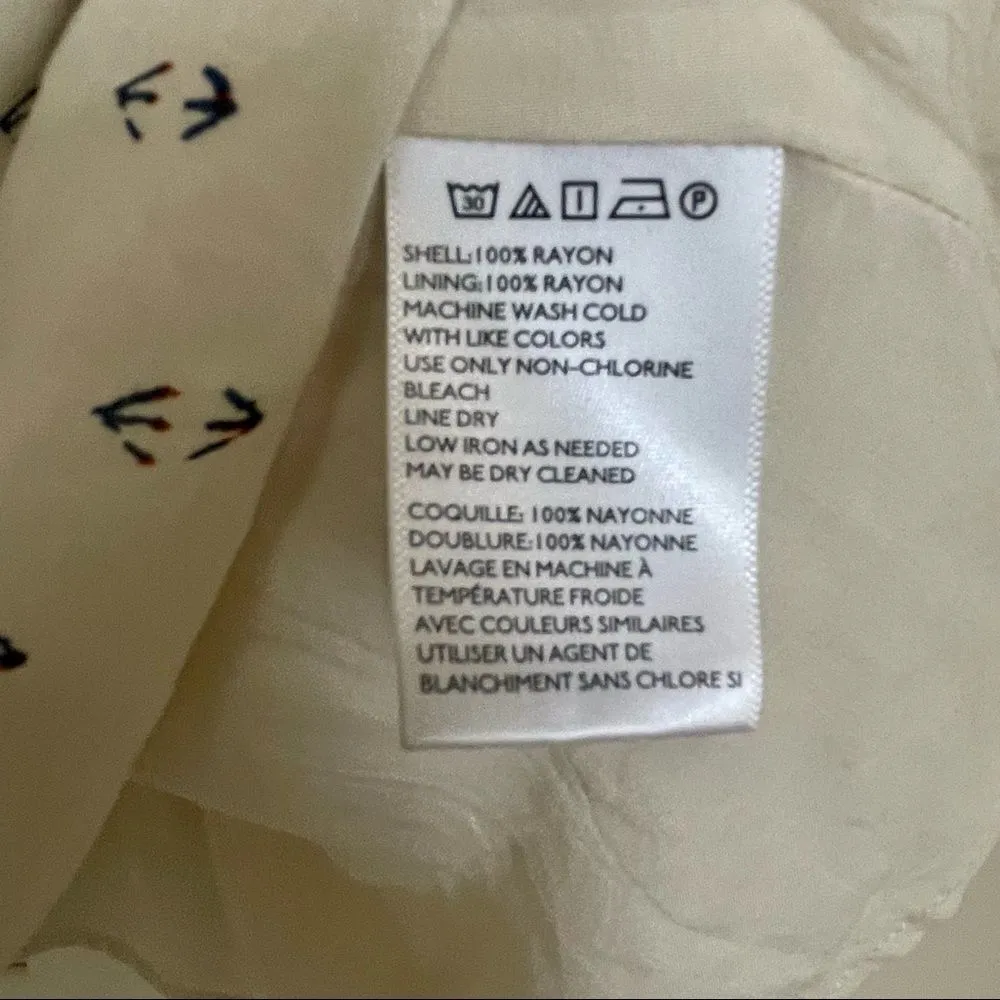 30 P
SHELL:100% RAYON
LINING:100% RAYON
MACHINE WASH COLD
WITH LIKE COLORS
USE ONLY NON-CHLORINE
BLEACH
LINE DRY
LOW IRON AS NEEDED
MAY BE DRY CLEANED
COQUILLE: 100% NAYONNE
DOUBLURE:100% NAYONNE
LAVAGE EN MACHINE À
TEMPÉRATURE FROIDE
AVEC COULEURS SIMILAIRES
UTILISER UN AGENT DE
BLANCHIMENT SANS CHLORE SI